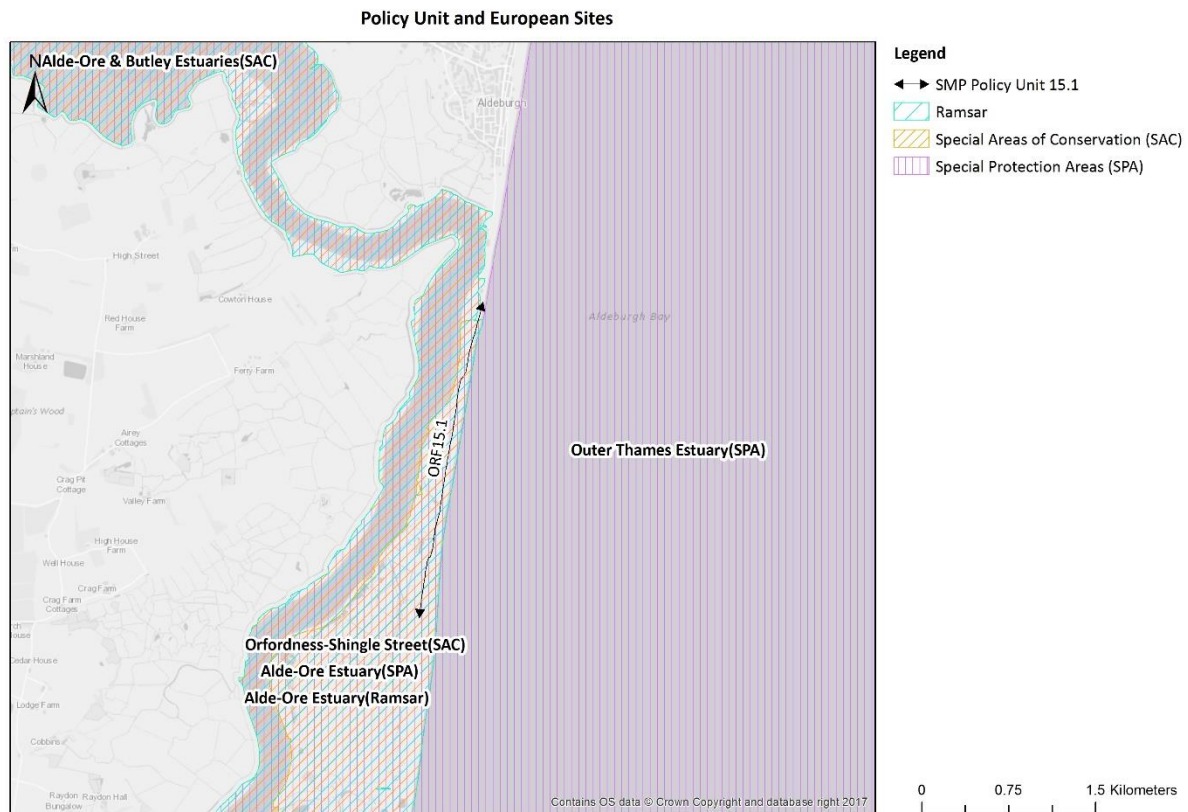 Policy Unit and European Sites
N
Alde-Ore & Butley Estuaries(SAC)
Aldeburgh
High Street
Cowton House
Red House
Farm
Marshland
House
Ferry Farm
Aldeburgh Bay
ptain's Wood
Airey
Cottages
ORF15.1
Outer Thames Estuary(SPA)
Crag Pit
Cottage
Valley Farm
High House
Farm
Well House
Crag Farm
Crag Farm
Cottages
House
Orfordness-Shingle Street(SAC)
Cedar House
Alde-Ore Estuary(SPA)
Alde-Ore Estuary(Ramsar)
Lodge Farm
Cobbins
Raydon
Bungalow
Raydon Hall
Contains OS data © Crown Copyright and database right 2017
Legend
SMP Policy Unit 15.1
Ramsar
Special Areas of Conservation (SAC)
Special Protection Areas (SPA)
0 0.75 1.5 Kilometers